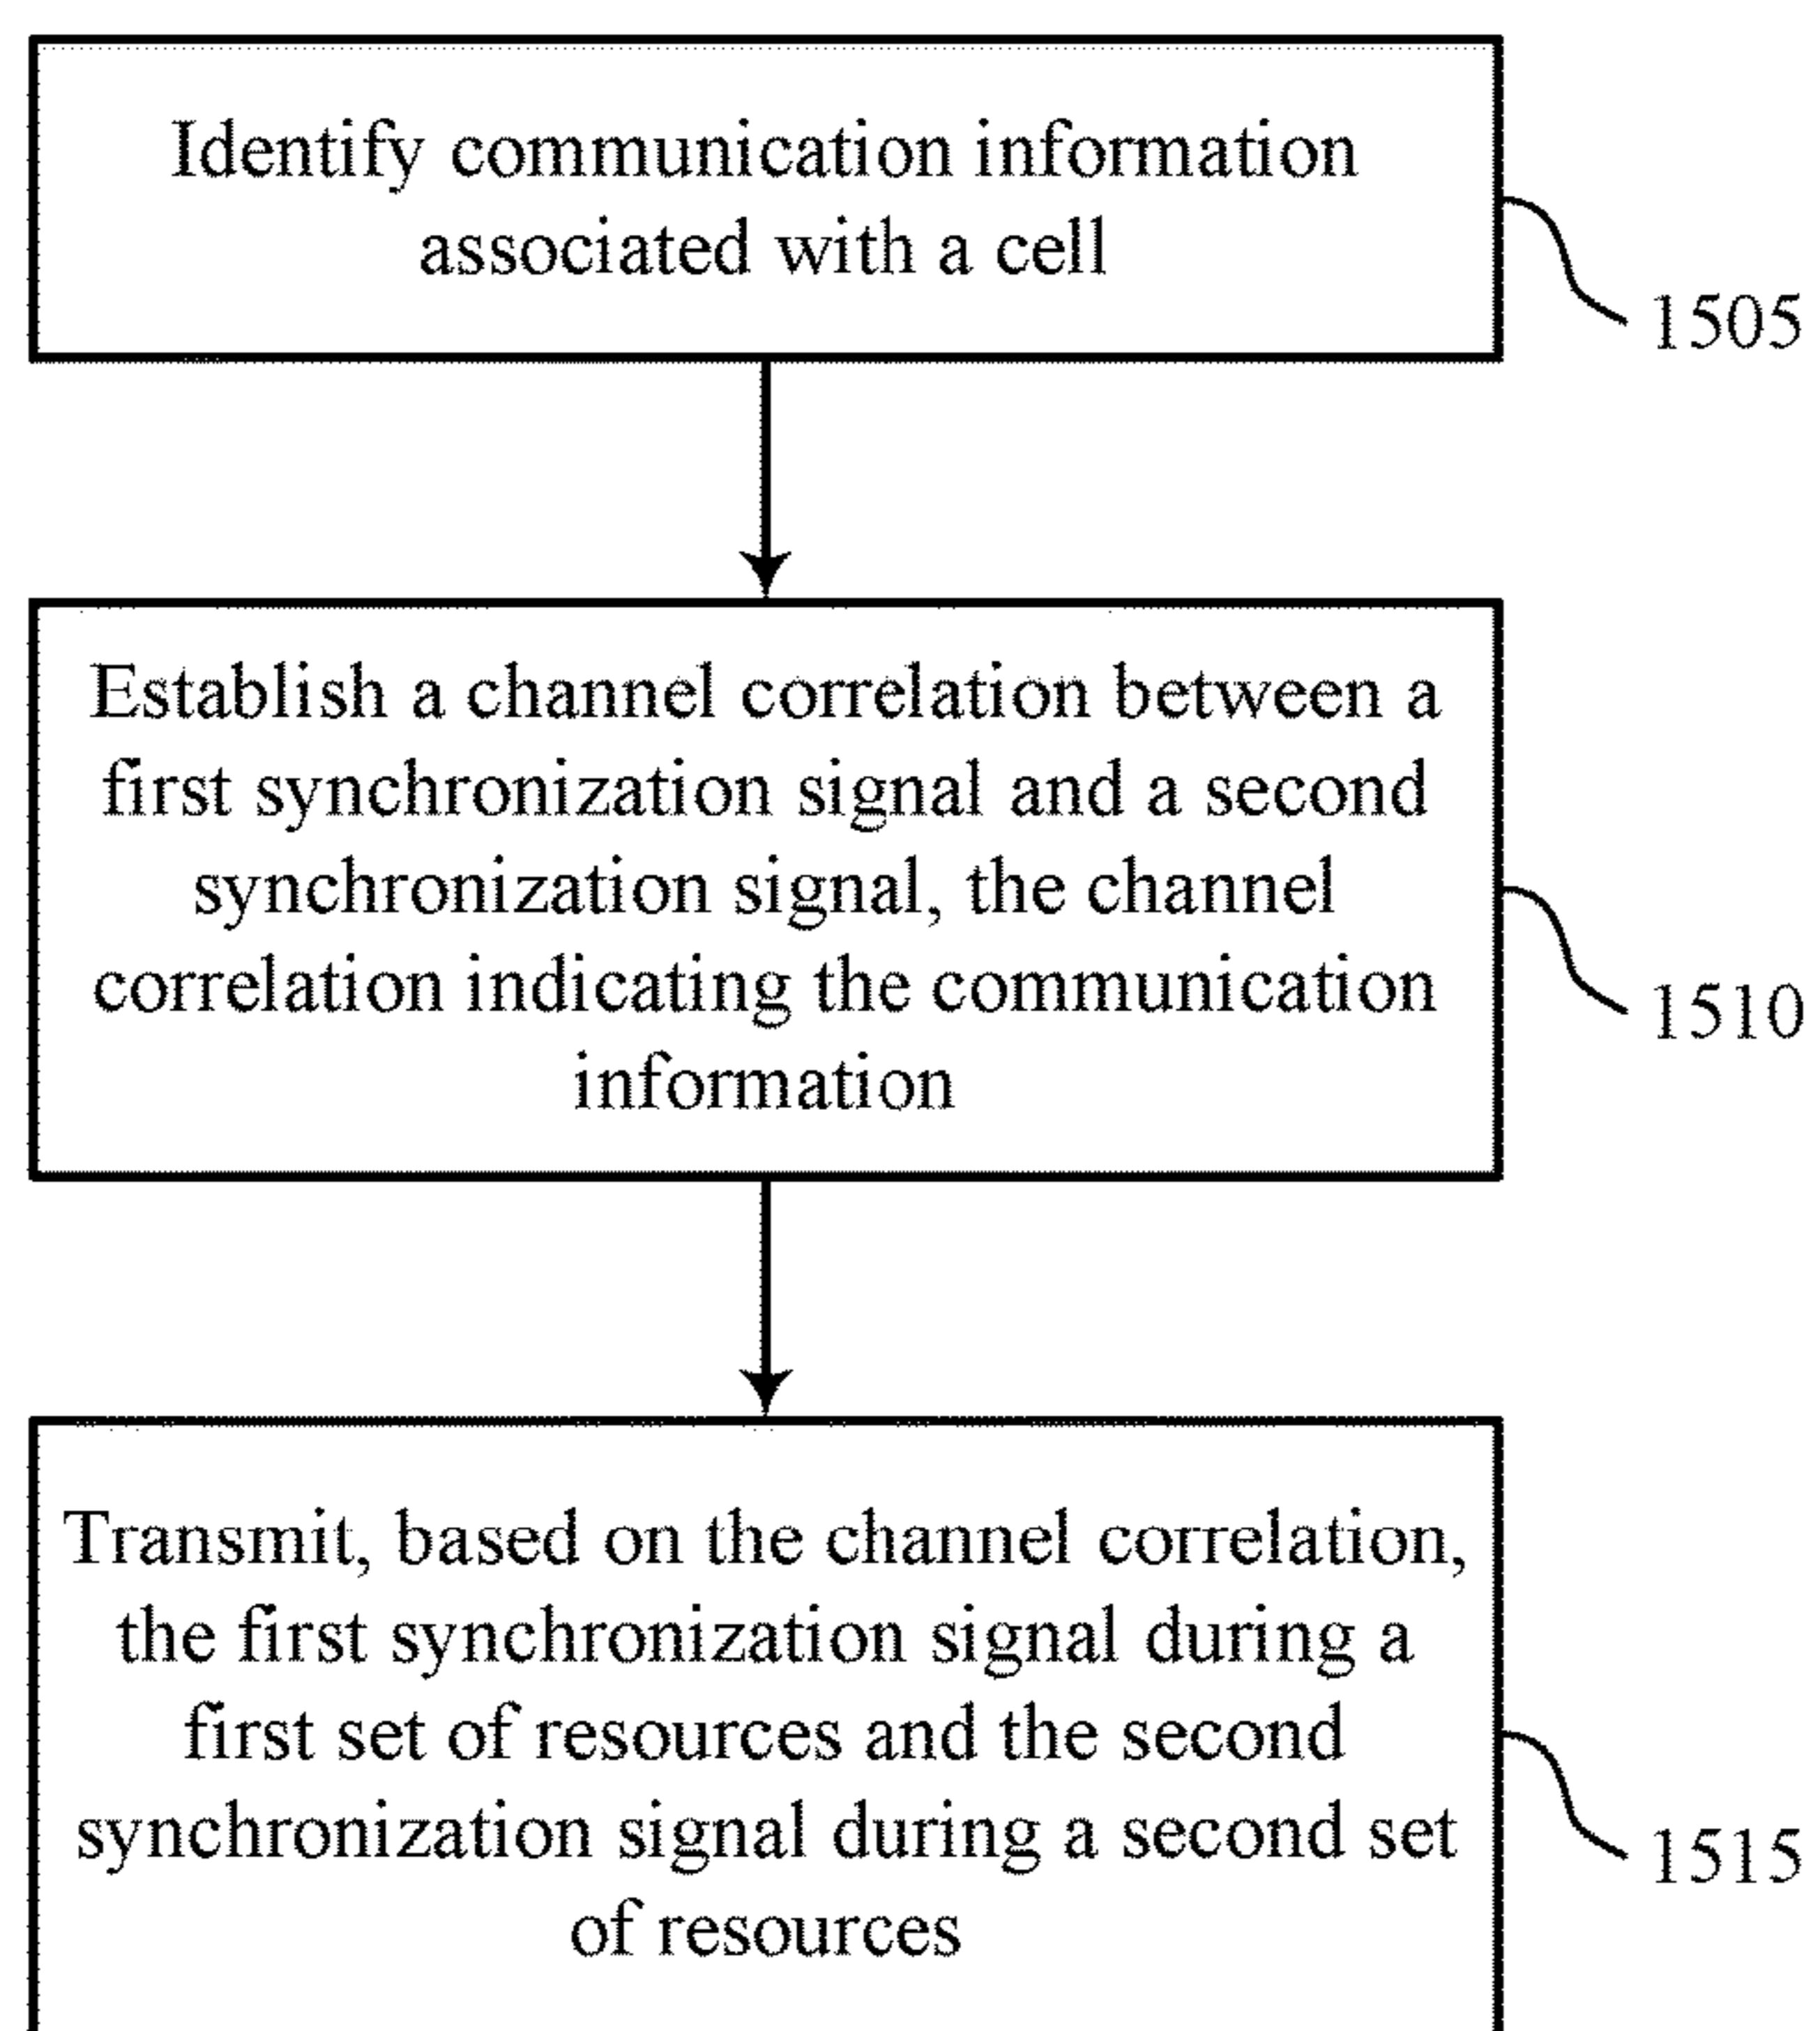 Identify communication information
associated with a cell
1505
Establish a channel correlation between a
first synchronization signal and a second
synchronization signal, the channel
correlation indicating the communication
information
1510
Transmit, based on the channel correlation,
the first synchronization signal during a
first set of resources and the second
synchronization signal during a second set
of resources
1515